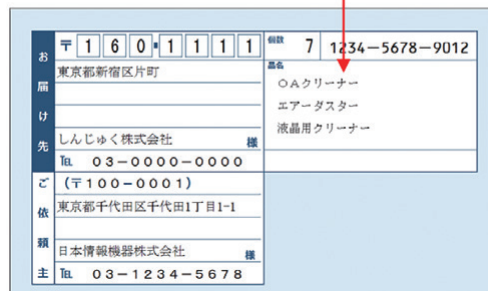 お届け先
〒160-1111
東京都新宿区片町
しんじゅく株式会社 様
TEL 03-0000-0000
個数 7
1234-5678-9012
品名
OAクリーナー
エアーダスター
液晶用クリーナー
ご依頼主
(〒100-0001)
東京都千代田区千代田1丁目1-1
日本情報機器株式会社 様
TEL 03-1234-5678